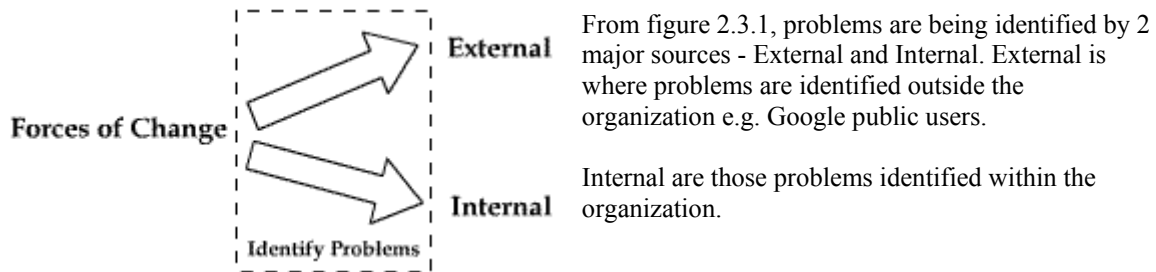 Forces of Change
External
Internal
Identify Problems
From figure 2.3.1, problems are being identified by 2
major sources - External and Internal. External is
where problems are identified outside the
organization e.g. Google public users.
Internal are those problems identified within the
organization.